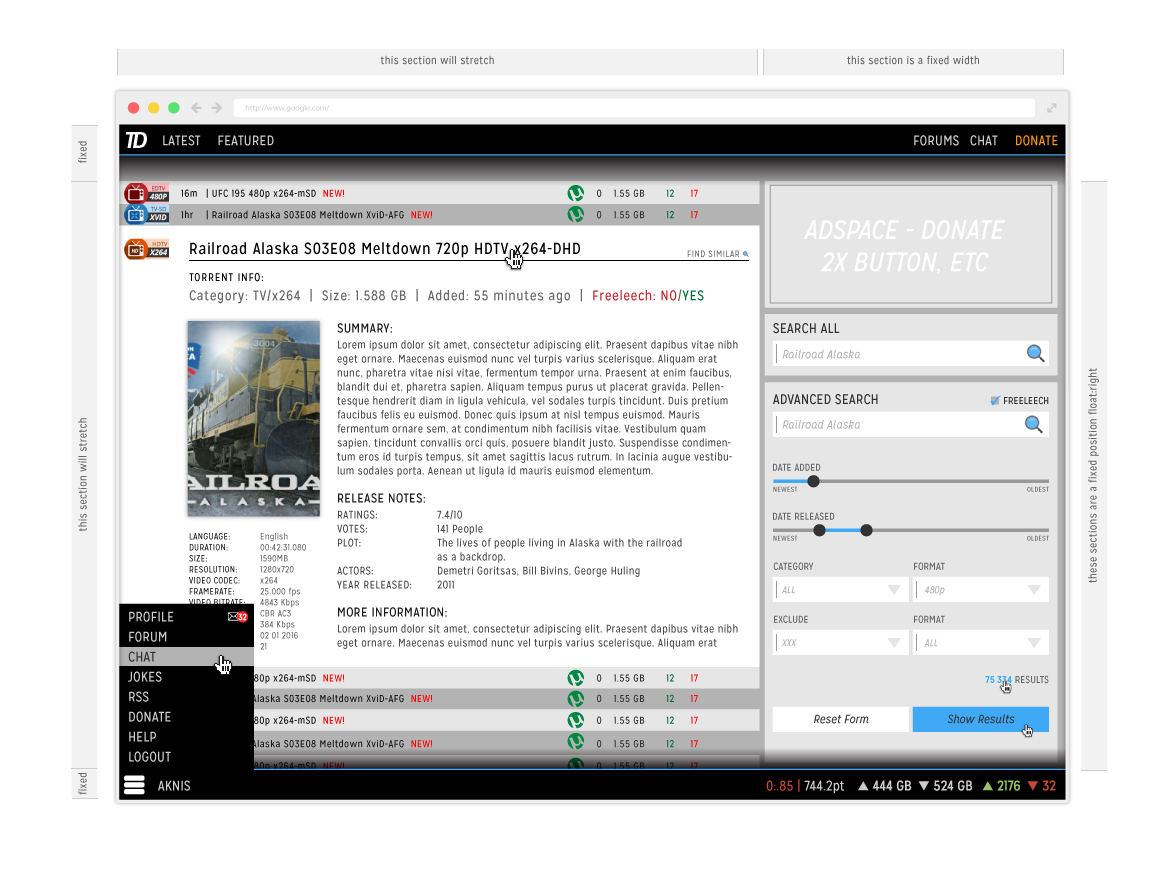 this section will stretch
this section is a fixed width
http://www.google.com/
fixed
TD LATEST FEATURED
FORUMS CHAT DONATE
this section will stretch
these sections are a fixed position float:right
EDTV
480P
16m | UFC 195 480p x264-mSD NEW!
0 1.55 GB 12 17
TV-SD
XVID
1hr | Railroad Alaska S03E08 Meltdown XviD-AFG NEW!
0 1.55 GB 12 17
HDTV
HD X264
Railroad Alaska S03E08 Meltdown 720p HDTV x264-DHD
FIND SIMILAR
TORRENT INFO:
Category: TV/x264 | Size: 1.588 GB | Added: 55 minutes ago | Freeleech: NO/YES
3004
AILROA
-ALASKA-
SUMMARY:
Lorem ipsum dolor sit amet, consectetur adipiscing elit. Praesent dapibus vitae nibh
eget ornare. Maecenas euismod nunc vel turpis varius scelerisque. Aliquam erat
nunc, pharetra vitae nisi vitae, fermentum tempor urna. Praesent at enim faucibus,
blandit dui et, pharetra sapien. Aliquam tempus purus ut placerat gravida. Pellen-
tesque hendrerit diam in ligula vehicula, vel sodales turpis tincidunt. Duis pretium
faucibus felis eu euismod. Donec quis ipsum at nisl tempus euismod. Mauris
fermentum ornare sem, at condimentum nibh facilisis vitae. Vestibulum quam
sapien, tincidunt convallis orci quis, posuere blandit justo. Suspendisse condimen-
tum eros id turpis tempus, sit amet sagittis lacus rutrum. In lacinia augue vestibu-
lum sodales porta. Aenean ut ligula id mauris euismod elementum.
RELEASE NOTES:
RATINGS: 7.4/10
VOTES: 141 People
PLOT: The lives of people living in Alaska with the railroad
as a backdrop.
ACTORS: Demetri Goritsas, Bill Bivins, George Huling
YEAR RELEASED: 2011
MORE INFORMATION:
Lorem ipsum dolor sit amet, consectetur adipiscing elit. Praesent dapibus vitae nibh
eget ornare. Maecenas euismod nunc vel turpis varius scelerisque. Aliquam erat
LANGUAGE: English
DURATION: 00:42:31.080
SIZE: 1590MB
RESOLUTION: 1280x720
VIDEO CODEC: x264
FRAMERATE: 25.000 fps
VIDEO BITRATE: 4843 Kbps
CBR AC3
384 Kbps
02 01 2016
21
PROFILE 32
FORUM
CHAT
JOKES
RSS
DONATE
HELP
LOGOUT
80p x264-mSD NEW!
0 1.55 GB 12 17
laska S03E08 Meltdown XviD-AFG NEW!
0 1.55 GB 12 17
80p x264-mSD NEW!
0 1.55 GB 12 17
laska S03E08 Meltdown XviD-AFG NEW!
0 1.55 GB 12 17
80p x264-mSD NEW!
0 1.55 GB 12 17
ADSPACE - DONATE
2X BUTTON, ETC
SEARCH ALL
Railroad Alaska
ADVANCED SEARCH
FREELEECH
Railroad Alaska
DATE ADDED
NEWEST OLDEST
DATE RELEASED
NEWEST OLDEST
CATEGORY FORMAT
ALL 480p
EXCLUDE FORMAT
XXX ALL
75 334 RESULTS
Reset Form Show Results
fixed
AKNIS
0:.85 | 744.2pt 444 GB 524 GB 2176 32